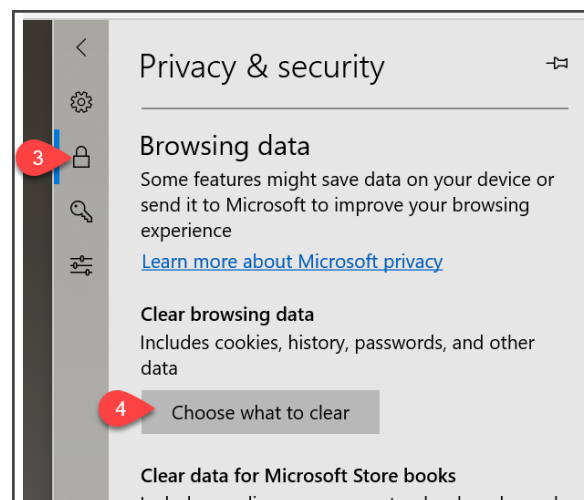 Privacy & security
Browsing data
3
Some features might save data on your device or
send it to Microsoft to improve your browsing
experience
Learn more about Microsoft privacy
Clear browsing data
Includes cookies, history, passwords, and other
data
4
Choose what to clear
Clear data for Microsoft Store books